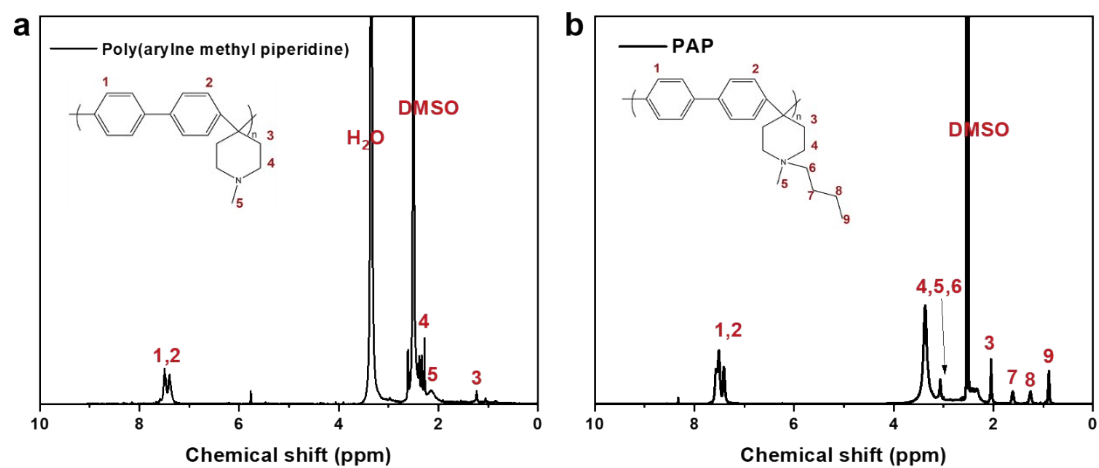 a
Poly(arylne methyl piperidine)
1
2
n
3
4
N
5
H₂O
DMSO
1,2
4
5
3
10
8
6
4
2
0
Chemical shift (ppm)
b
PAP
1
2
n
3
4
N
5
6
7
8
9
DMSO
1,2
4,5,6
3
7
8
9
10
8
6
4
2
0
Chemical shift (ppm)